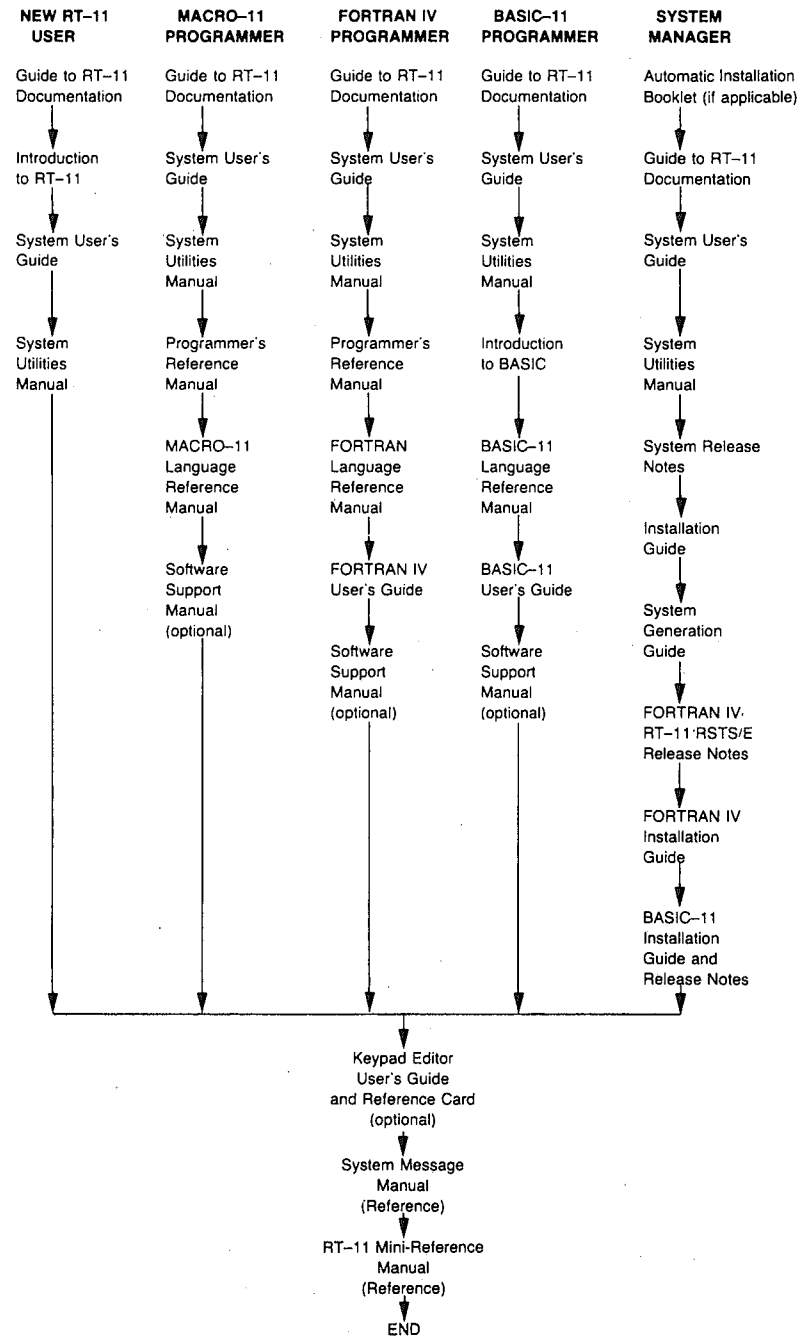 NEW RT–11
USER
Guide to RT–11
Documentation
Introduction
to RT–11
System User's
Guide
System
Utilities
Manual
MACRO–11
PROGRAMMER
Guide to RT–11
Documentation
System User's
Guide
System
Utilities
Manual
Programmer's
Reference
Manual
MACRO–11
Language
Reference
Manual
Software
Support
Manual
(optional)
FORTRAN IV
PROGRAMMER
Guide to RT–11
Documentation
System User's
Guide
System
Utilities
Manual
Programmer's
Reference
Manual
FORTRAN
Language
Reference
Manual
FORTRAN IV
User's Guide
Software
Support
Manual
(optional)
BASIC–11
PROGRAMMER
Guide to RT–11
Documentation
System User's
Guide
System
Utilities
Manual
Introduction
to BASIC
BASIC–11
Language
Reference
Manual
BASIC–11
User's Guide
Software
Support
Manual
(optional)
SYSTEM
MANAGER
Automatic Installation
Booklet (if applicable)
Guide to RT–11
Documentation
System User's
Guide
System
Utilities
Manual
System Release
Notes
Installation
Guide
System
Generation
Guide
FORTRAN IV·
RT–11·RSTS/E
Release Notes
FORTRAN IV
Installation
Guide
BASIC–11
Installation
Guide and
Release Notes
Keypad Editor
User's Guide
and Reference Card
(optional)
System Message
Manual
(Reference)
RT–11 Mini-Reference
Manual
(Reference)
END